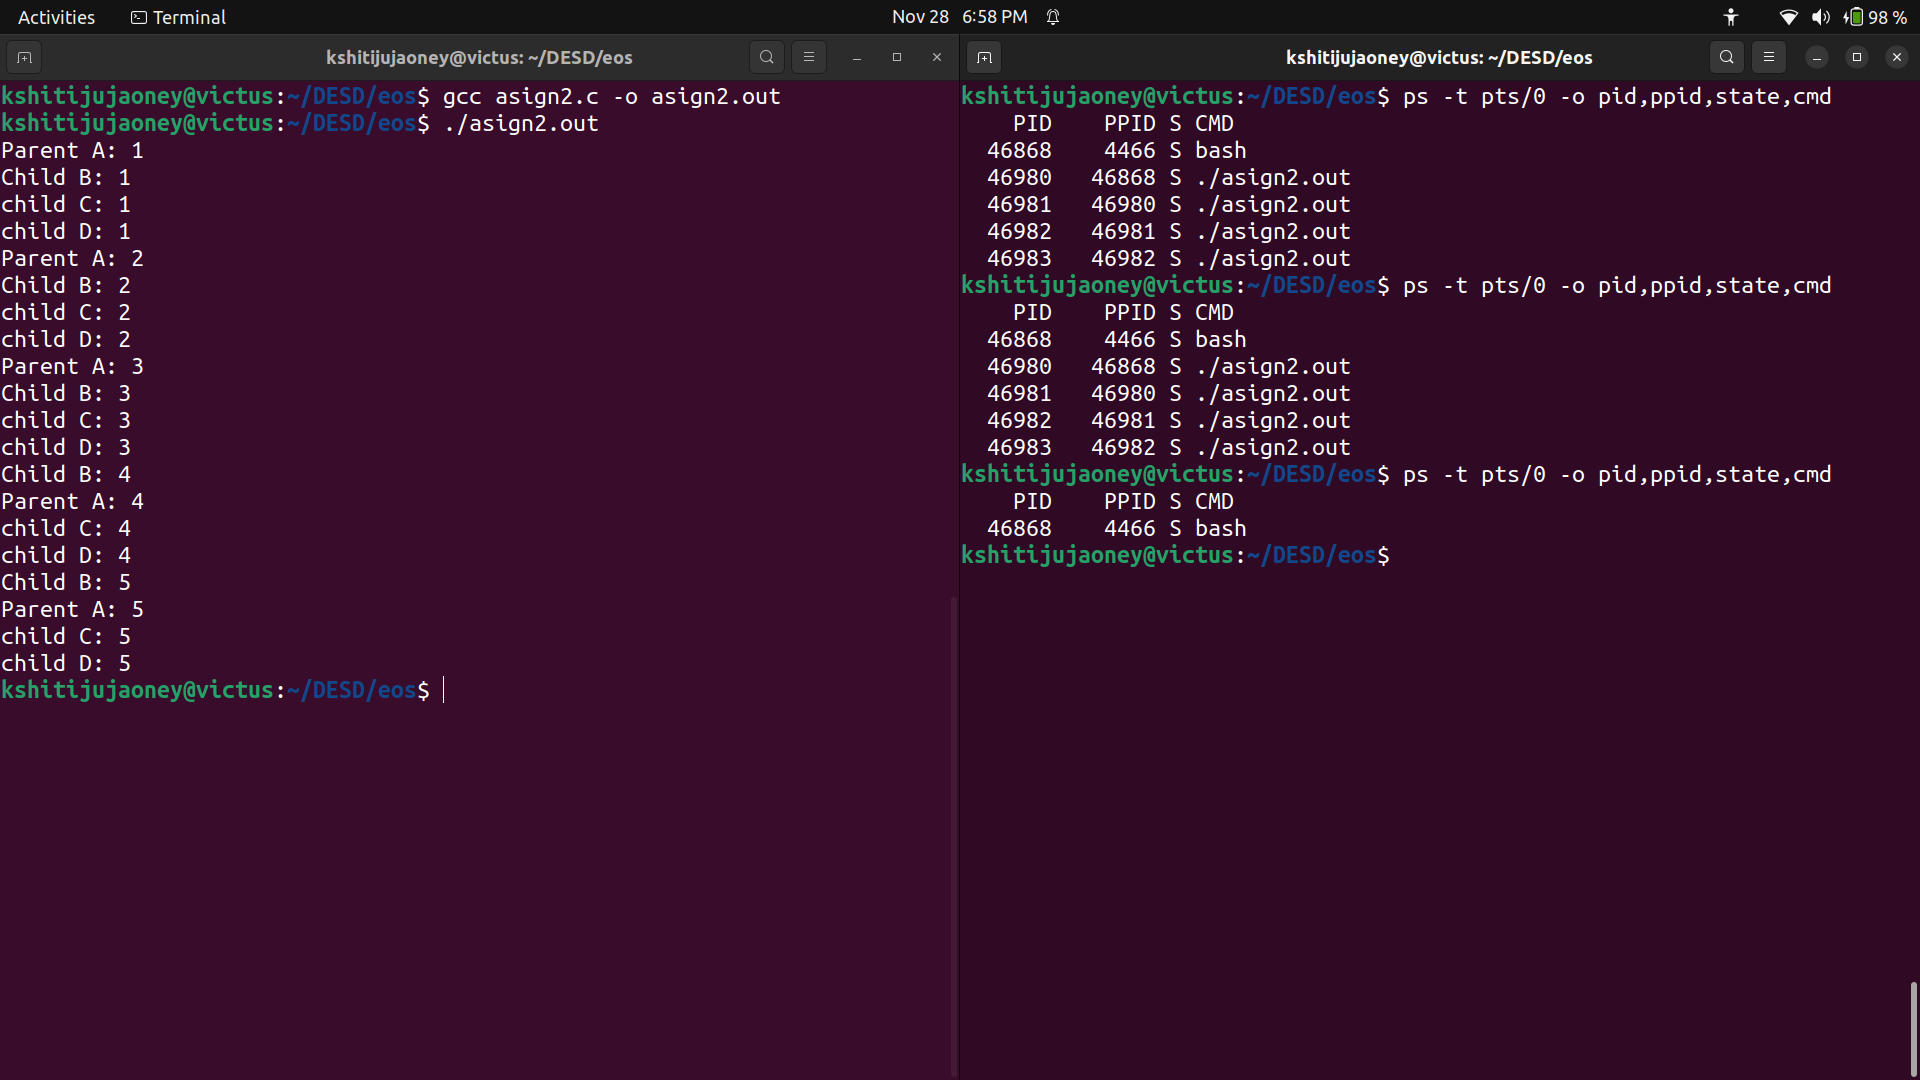 Activities Terminal Nov 28 6:58 PM 98 %
kshitijujaoney@victus: ~/DESD/eos
kshitijujaoney@victus:~/DESD/eos$ gcc asign2.c -o asign2.out
kshitijujaoney@victus:~/DESD/eos$ ./asign2.out
Parent A: 1
Child B: 1
child C: 1
child D: 1
Parent A: 2
Child B: 2
child C: 2
child D: 2
Parent A: 3
Child B: 3
child C: 3
child D: 3
Child B: 4
Parent A: 4
child C: 4
child D: 4
Child B: 5
Parent A: 5
child C: 5
child D: 5
kshitijujaoney@victus:~/DESD/eos$
kshitijujaoney@victus: ~/DESD/eos
kshitijujaoney@victus:~/DESD/eos$ ps -t pts/0 -o pid,ppid,state,cmd
PID PPID S CMD
46868 4466 S bash
46980 46868 S ./asign2.out
46981 46980 S ./asign2.out
46982 46981 S ./asign2.out
46983 46982 S ./asign2.out
kshitijujaoney@victus:~/DESD/eos$ ps -t pts/0 -o pid,ppid,state,cmd
PID PPID S CMD
46868 4466 S bash
46980 46868 S ./asign2.out
46981 46980 S ./asign2.out
46982 46981 S ./asign2.out
46983 46982 S ./asign2.out
kshitijujaoney@victus:~/DESD/eos$ ps -t pts/0 -o pid,ppid,state,cmd
PID PPID S CMD
46868 4466 S bash
kshitijujaoney@victus:~/DESD/eos$